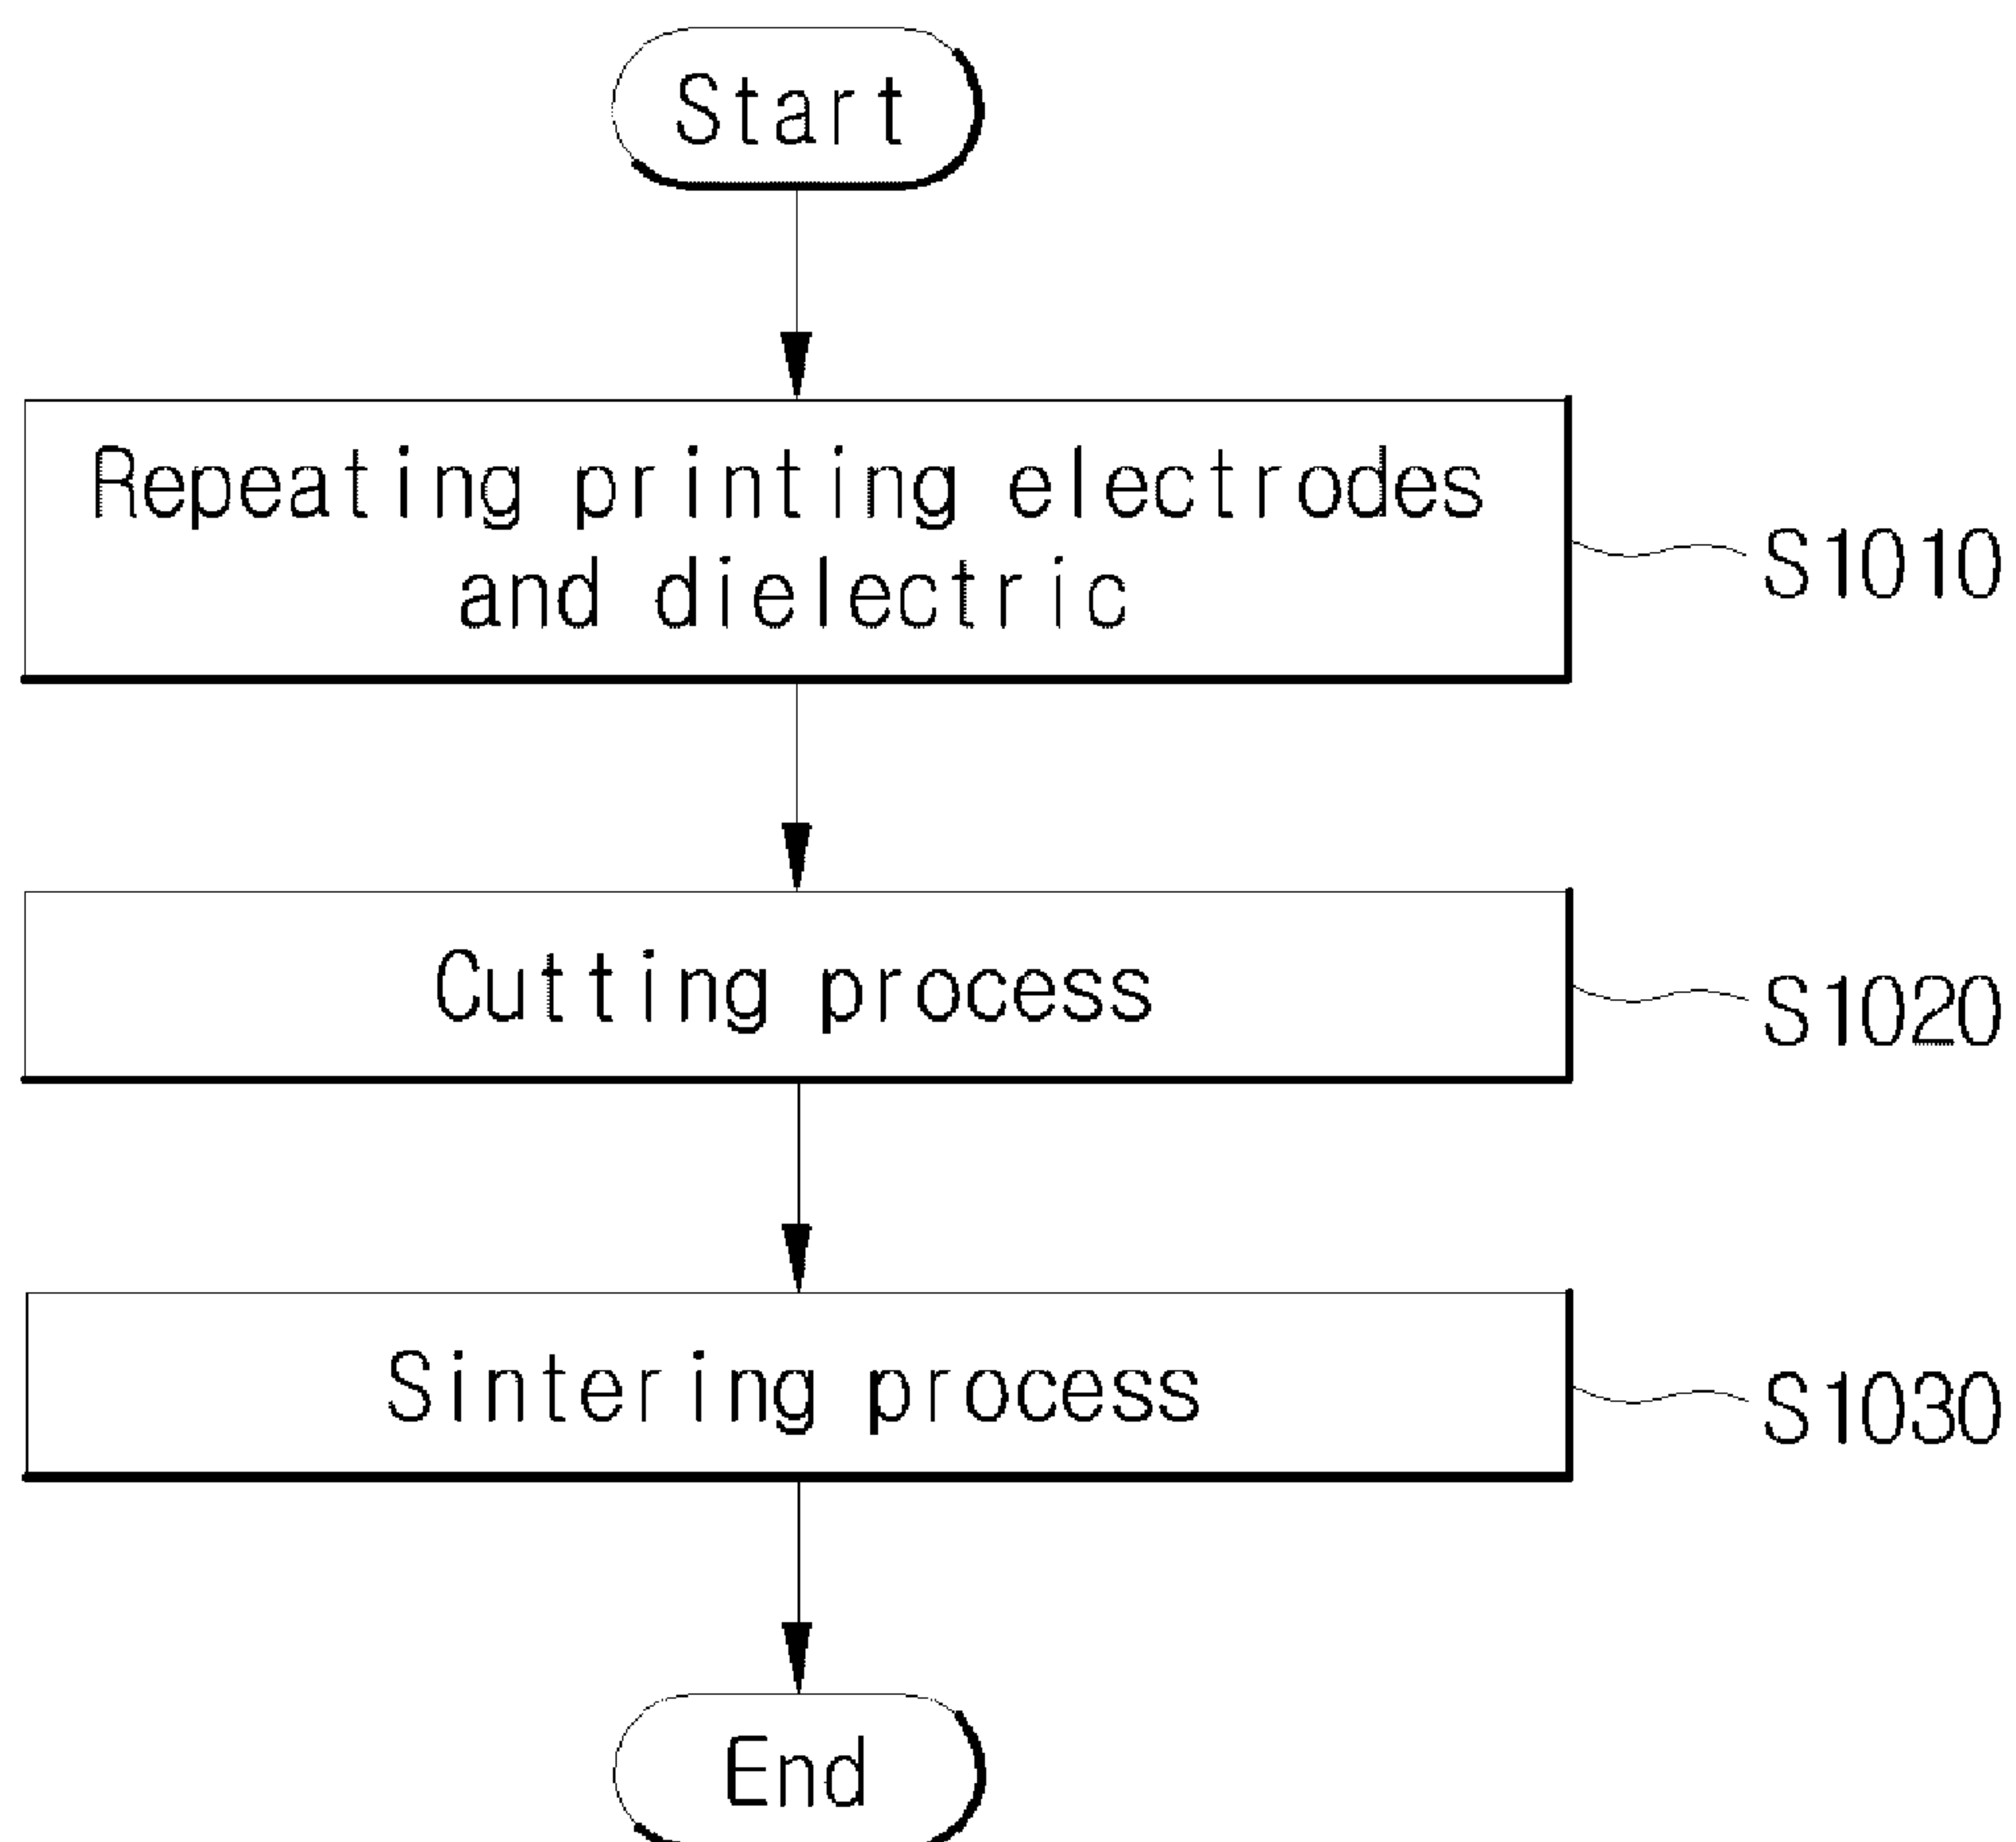 Start
Repeating printing electrodes
and dielectric
S1010
Cutting process
S1020
Sintering process
S1030
End